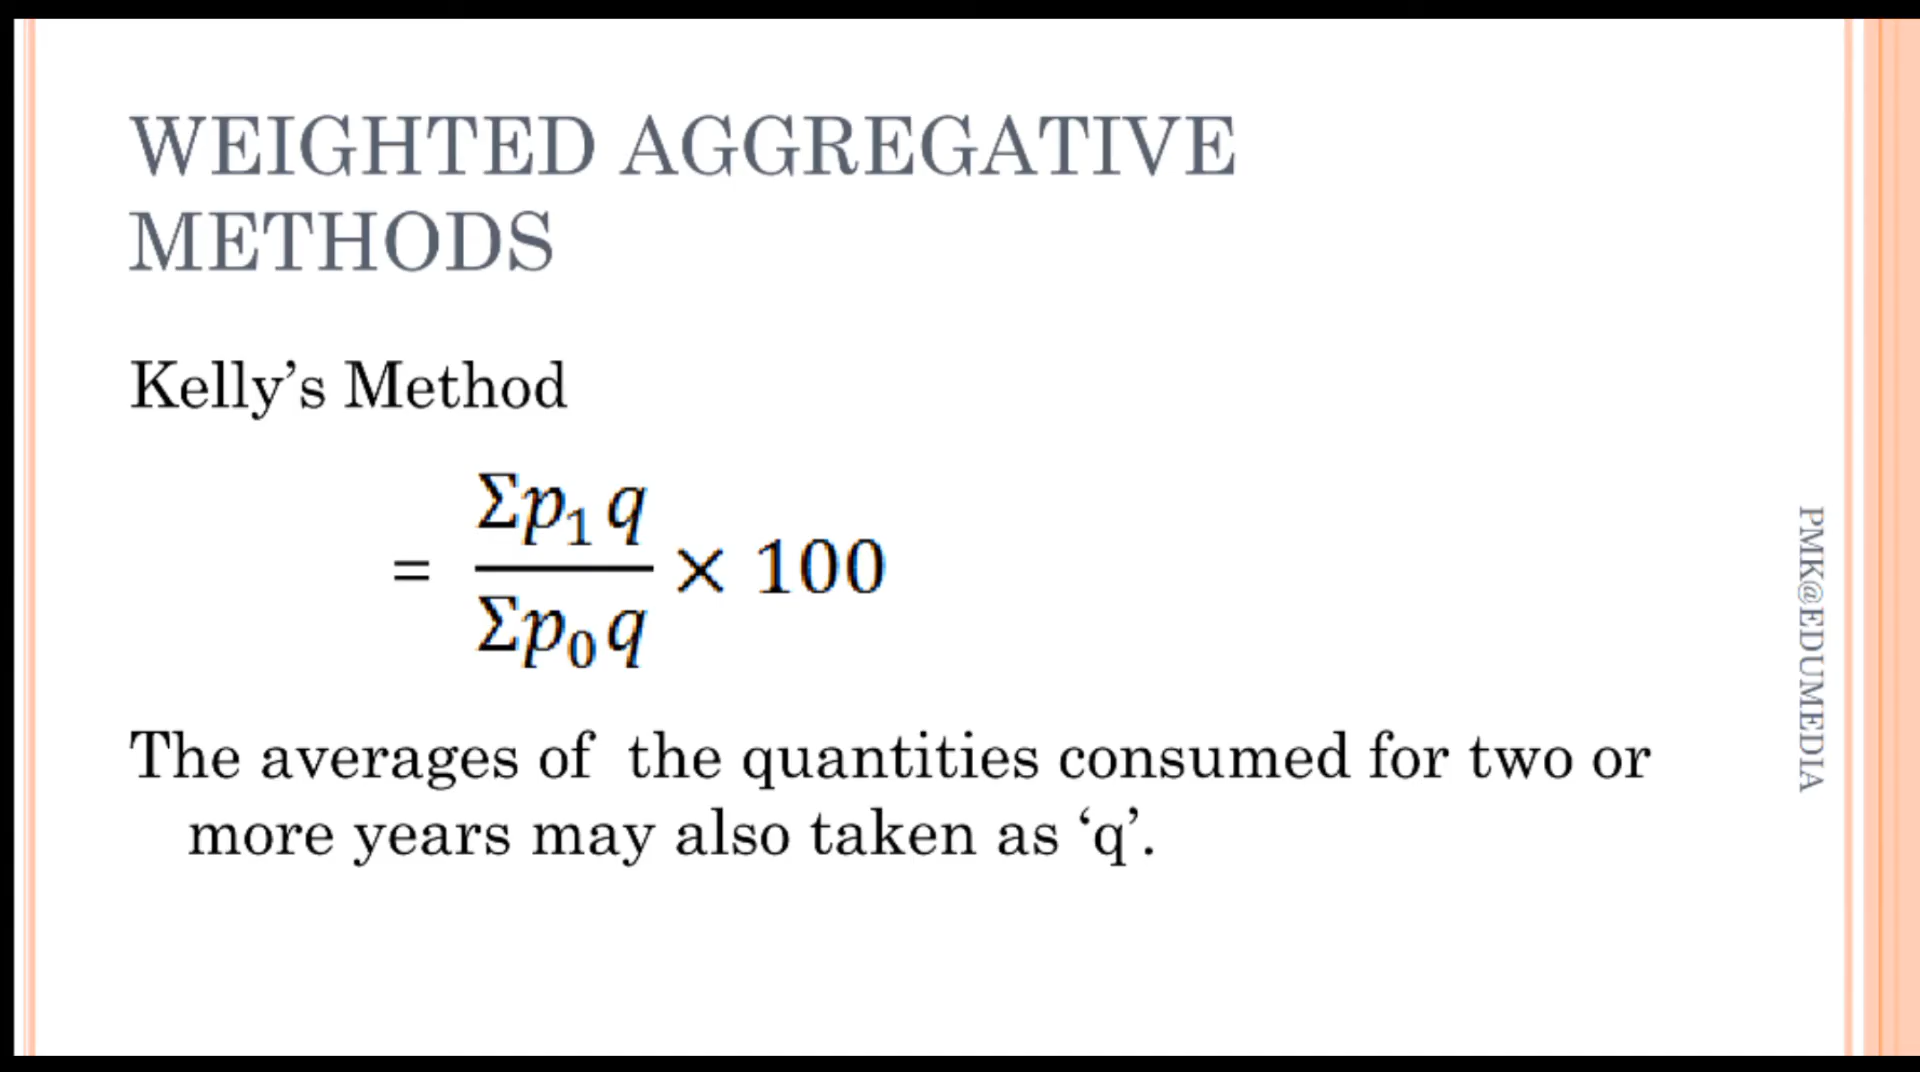 WEIGHTED AGGREGATIVE
METHODS
Kelly’s Method
= Σp₁q / Σp₀q × 100
The averages of the quantities consumed for two or
more years may also taken as ‘q’.
PMK@EDUMEDIA